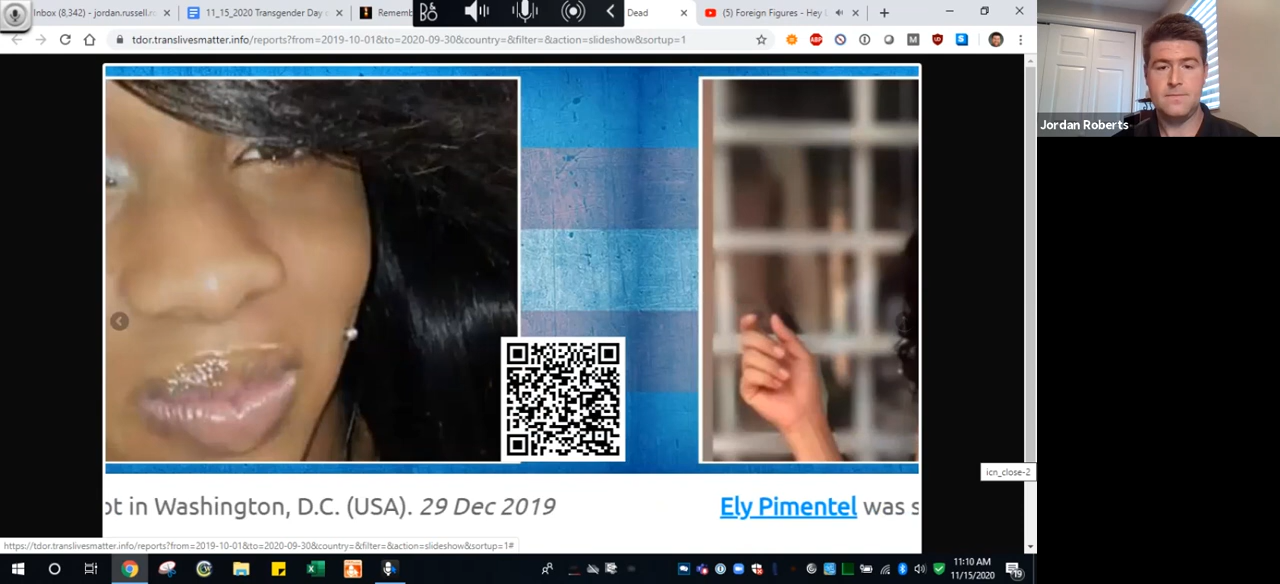 Inbox (8,342) - jordan.russell.r
11_15_2020 Transgender Day o
Rememb
Dead
(5) Foreign Figures - Hey
tdor.translivesmatter.info/reports?from=2019-10-01&to=2020-09-30&country=&filter=&action=slideshow&sortup=1
Jordan Roberts
icn_close-2
ot in Washington, D.C. (USA). 29 Dec 2019
Ely Pimentel was s
https://tdor.translivesmatter.info/reports?from=2019-10-01&to=2020-09-30&country=&filter=&action=slideshow&sortup=1#
11:10 AM
11/15/2020
19